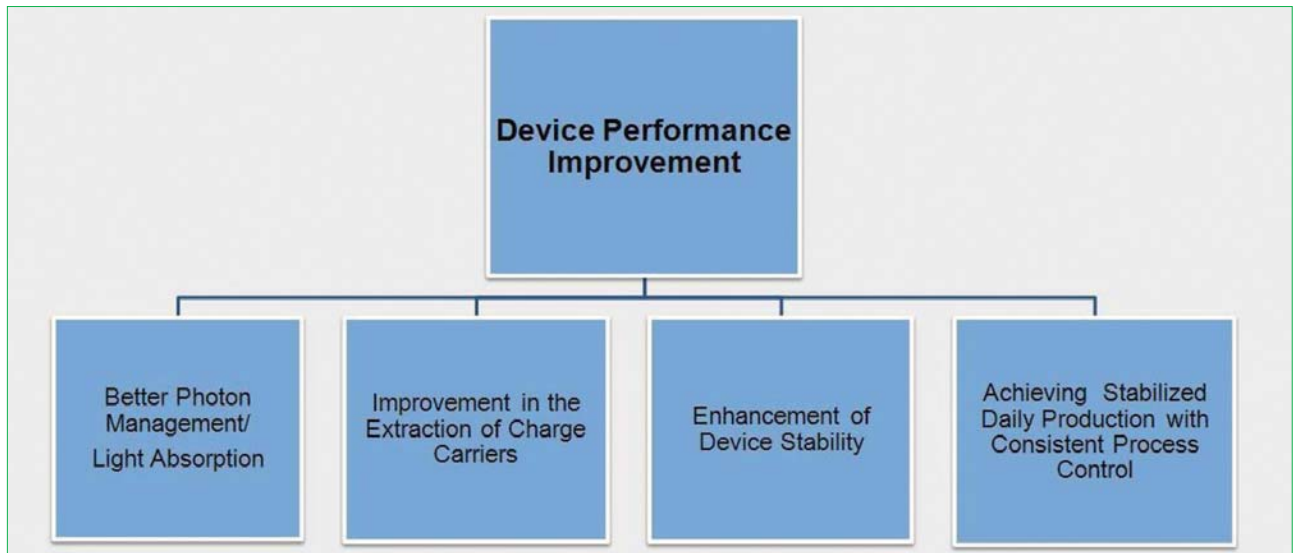 Device Performance
Improvement
Better Photon
Management/
Light Absorption
Improvement in the
Extraction of Charge
Carriers
Enhancement of
Device Stability
Achieving Stabilized
Daily Production with
Consistent Process
Control